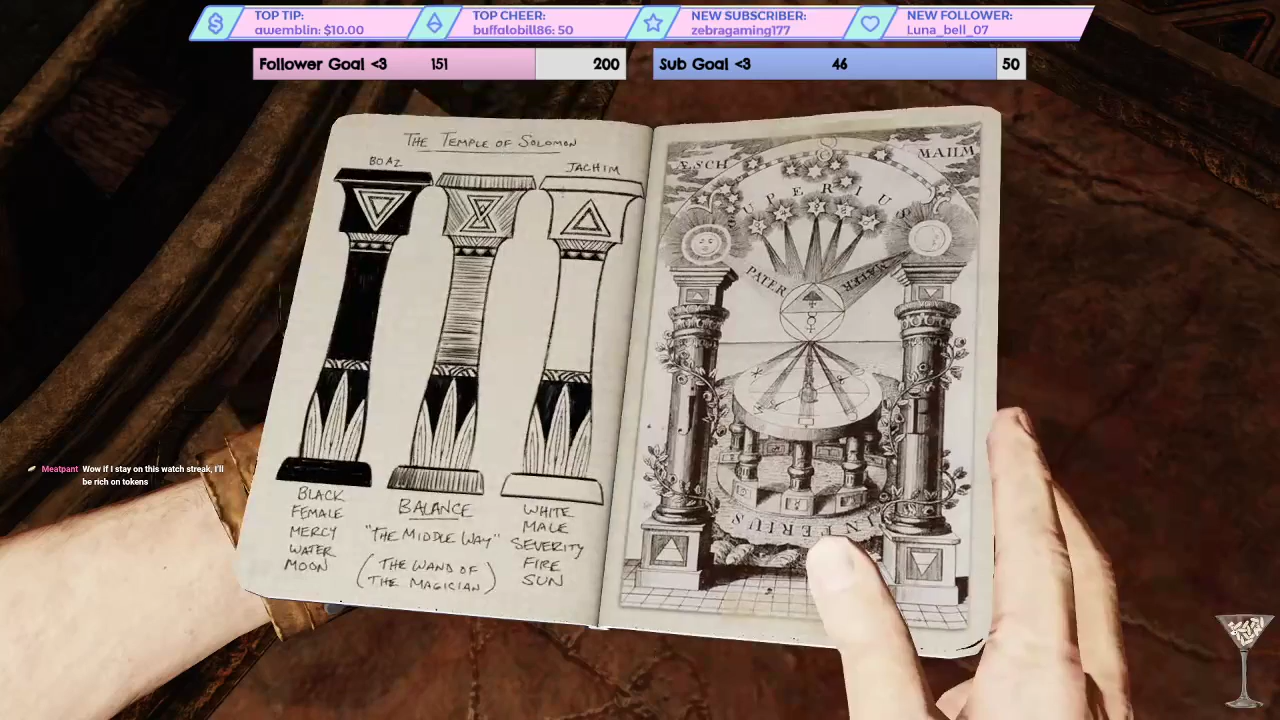 TOP TIP:
awemblin: $10.00
TOP CHEER:
buffalobill86: 50
NEW SUBSCRIBER:
zebragaming177
NEW FOLLOWER:
Luna_bell_07
Follower Goal <3 151 200
Sub Goal <3 46 50
THE TEMPLE OF SOLOMON
BOAZ
JACHIM
BLACK
FEMALE
MERCY
WATER
MOON
BALANCE
"THE MIDDLE WAY"
(THE WAND OF
THE MAGICIAN)
WHITE
MALE
SEVERITY
FIRE
SUN
ÆSCH
MAIIM
SUPERIUS
PATER
MATER
INFERIUS
Meatpant Wow if I stay on this watch streak, I'll
be rich on tokens